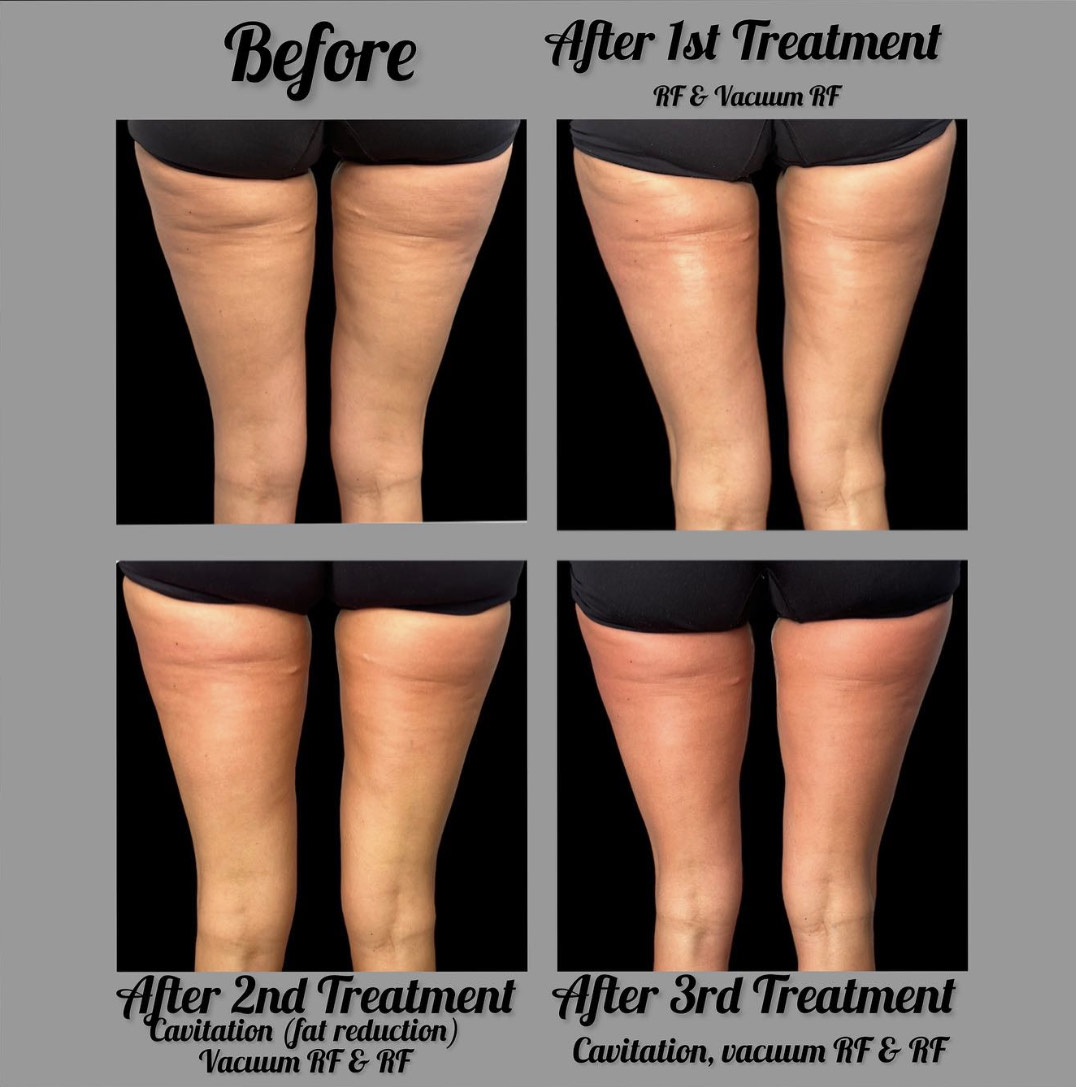 Before
After 1st Treatment
RF & Vacuum RF
After 2nd Treatment
Cavitation (fat reduction)
Vacuum RF & RF
After 3rd Treatment
Cavitation, vacuum RF & RF